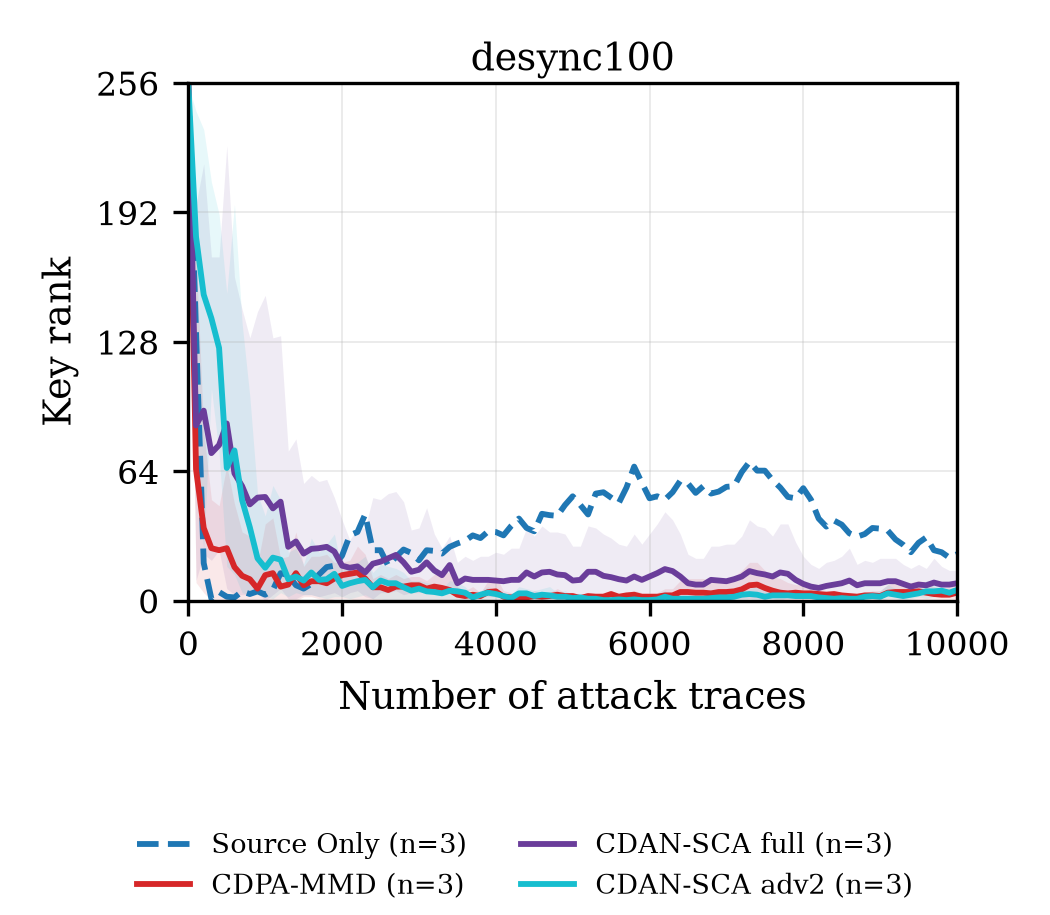 desync100
256
192
128
64
0
Key rank
0 2000 4000 6000 8000 10000
Number of attack traces
Source Only (n=3) CDAN-SCA full (n=3)
CDPA-MMD (n=3) CDAN-SCA adv2 (n=3)